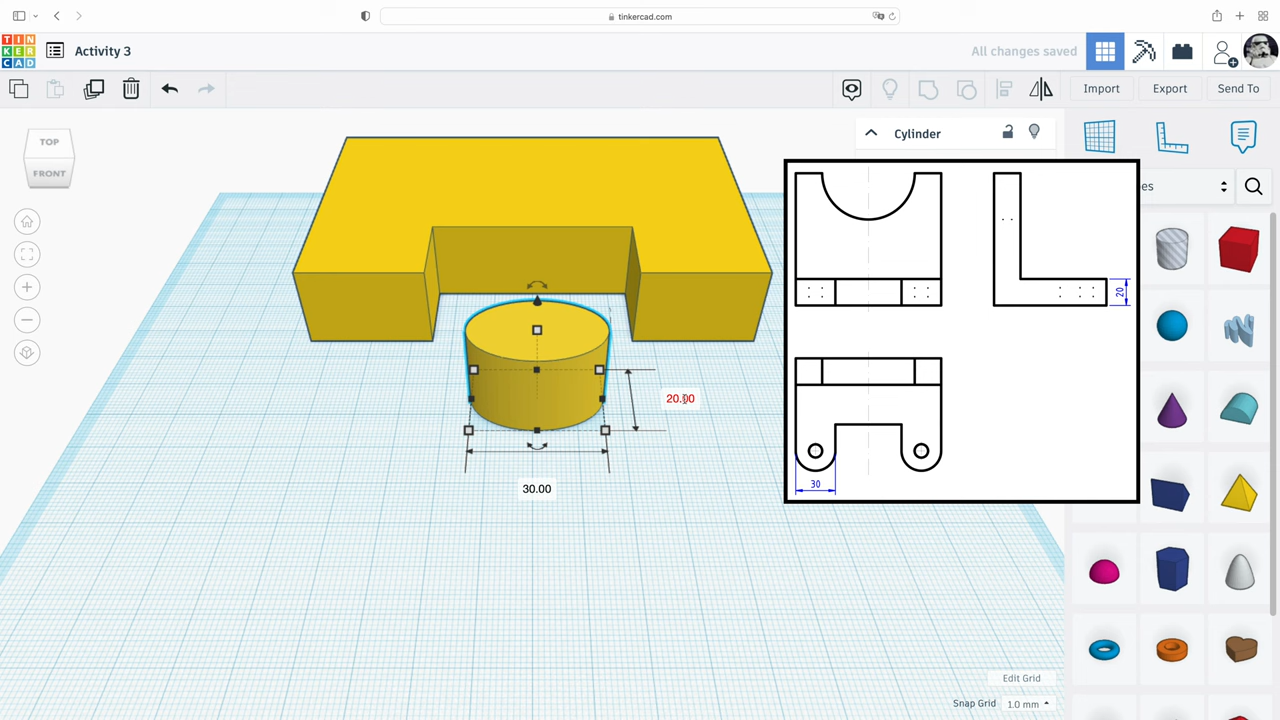 tinkercad.com
TIN
KER
CAD
Activity 3
All changes saved
Import
Export
Send To
TOP
FRONT
Cylinder
es
20
30
20.00
30.00
Edit Grid
Snap Grid
1.0 mm